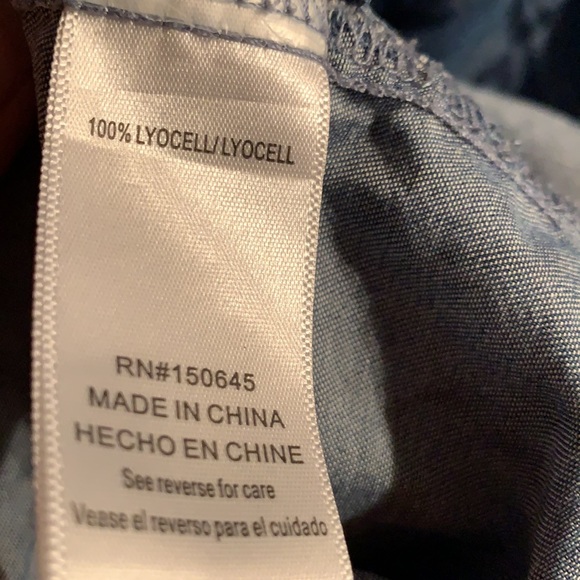 100% LYOCELL/LYOCELL
RN#150645
MADE IN CHINA
HECHO EN CHINE
See reverse for care
Vease el reverso para el cuidado